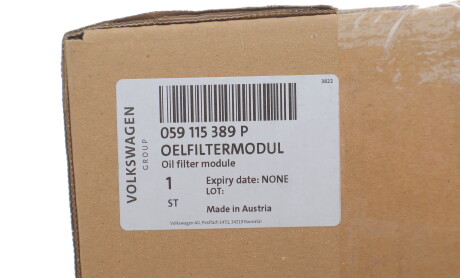 3822
VOLKSWAGEN
GROUP
059 115 389 P
OELFILTERMODUL
Oil filter module
1 Expiry date: NONE
LOT:
ST Made in Austria